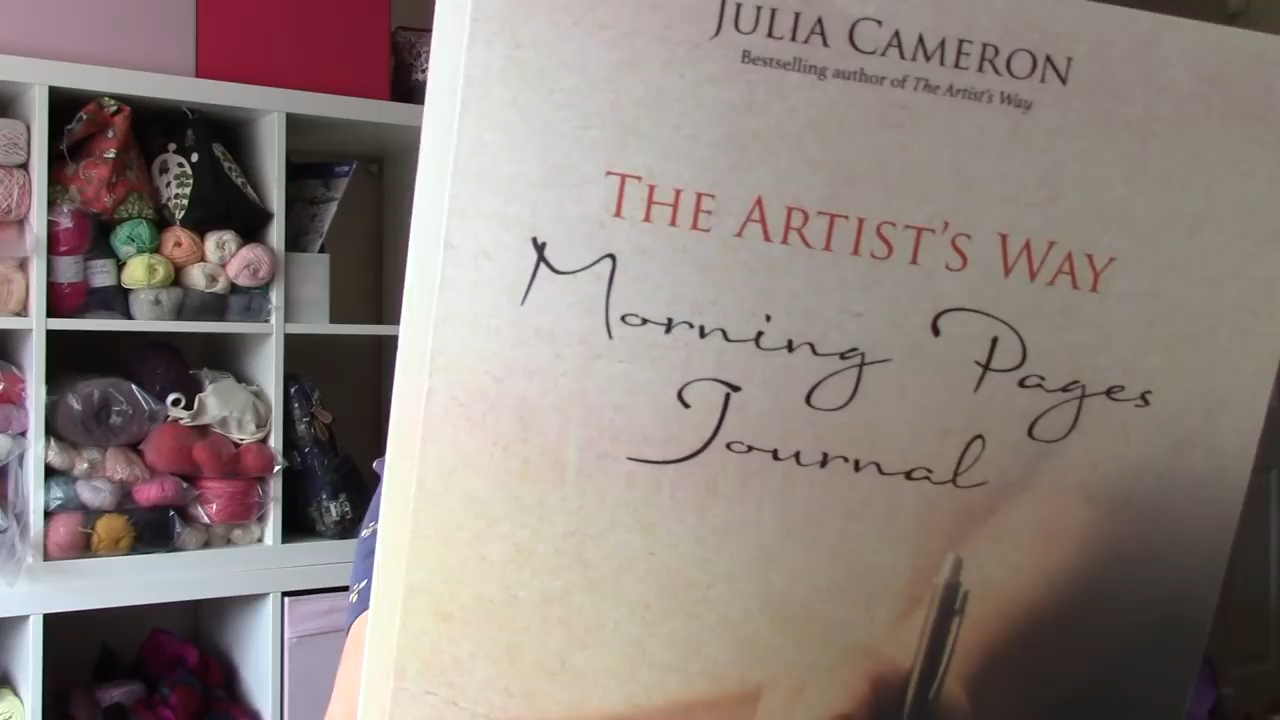 JULIA CAMERON
Bestselling author of The Artist's Way
THE ARTIST'S WAY
Morning Pages
Journal